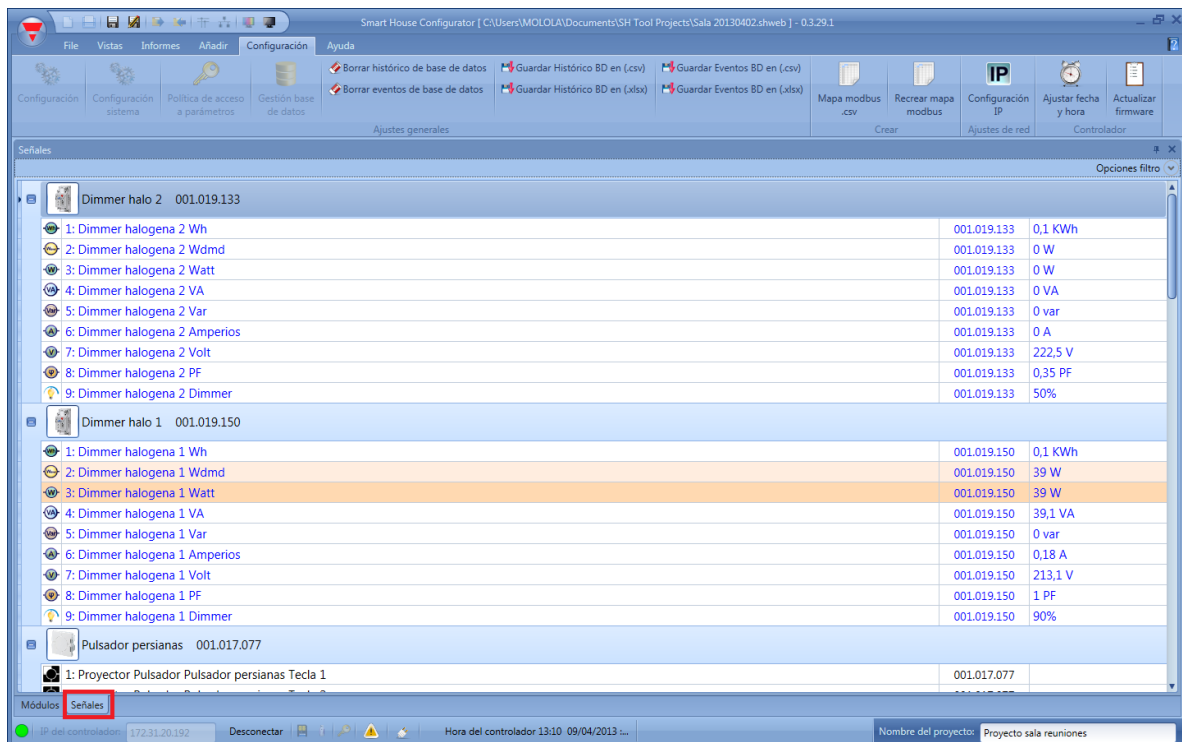 Smart House Configurator [ C:\Users\MOLOLA\Documents\SH Tool Projects\Sala 20130402.shweb ] - 0.3.29.1
File Vistas Informes Añadir Configuración Ayuda
Configuración
Configuración sistema
Política de acceso a parámetros
Gestión base de datos
Borrar histórico de base de datos
Borrar eventos de base de datos
Guardar Histórico BD en (.csv)
Guardar Histórico BD en (.xlsx)
Guardar Eventos BD en (.csv)
Guardar Eventos BD en (.xlsx)
Mapa modbus .csv
Recrear mapa modbus
IP
Configuración IP
Ajustar fecha y hora
Actualizar firmware
Ajustes generales Crear Ajustes de red Controlador
Señales
Opciones filtro
Dimmer halo 2 001.019.133
1: Dimmer halogena 2 Wh 001.019.133 0,1 KWh
2: Dimmer halogena 2 Wdmd 001.019.133 0 W
3: Dimmer halogena 2 Watt 001.019.133 0 W
4: Dimmer halogena 2 VA 001.019.133 0 VA
5: Dimmer halogena 2 Var 001.019.133 0 var
6: Dimmer halogena 2 Amperios 001.019.133 0 A
7: Dimmer halogena 2 Volt 001.019.133 222,5 V
8: Dimmer halogena 2 PF 001.019.133 0,35 PF
9: Dimmer halogena 2 Dimmer 001.019.133 50%
Dimmer halo 1 001.019.150
1: Dimmer halogena 1 Wh 001.019.150 0,1 KWh
2: Dimmer halogena 1 Wdmd 001.019.150 39 W
3: Dimmer halogena 1 Watt 001.019.150 39 W
4: Dimmer halogena 1 VA 001.019.150 39,1 VA
5: Dimmer halogena 1 Var 001.019.150 0 var
6: Dimmer halogena 1 Amperios 001.019.150 0,18 A
7: Dimmer halogena 1 Volt 001.019.150 213,1 V
8: Dimmer halogena 1 PF 001.019.150 1 PF
9: Dimmer halogena 1 Dimmer 001.019.150 90%
Pulsador persianas 001.017.077
1: Proyector Pulsador Pulsador persianas Tecla 1 001.017.077
Módulos Señales
IP del controlador: 172.31.20.192 Desconectar Hora del controlador 13:10 09/04/2013 :... Nombre del proyecto: Proyecto sala reuniones